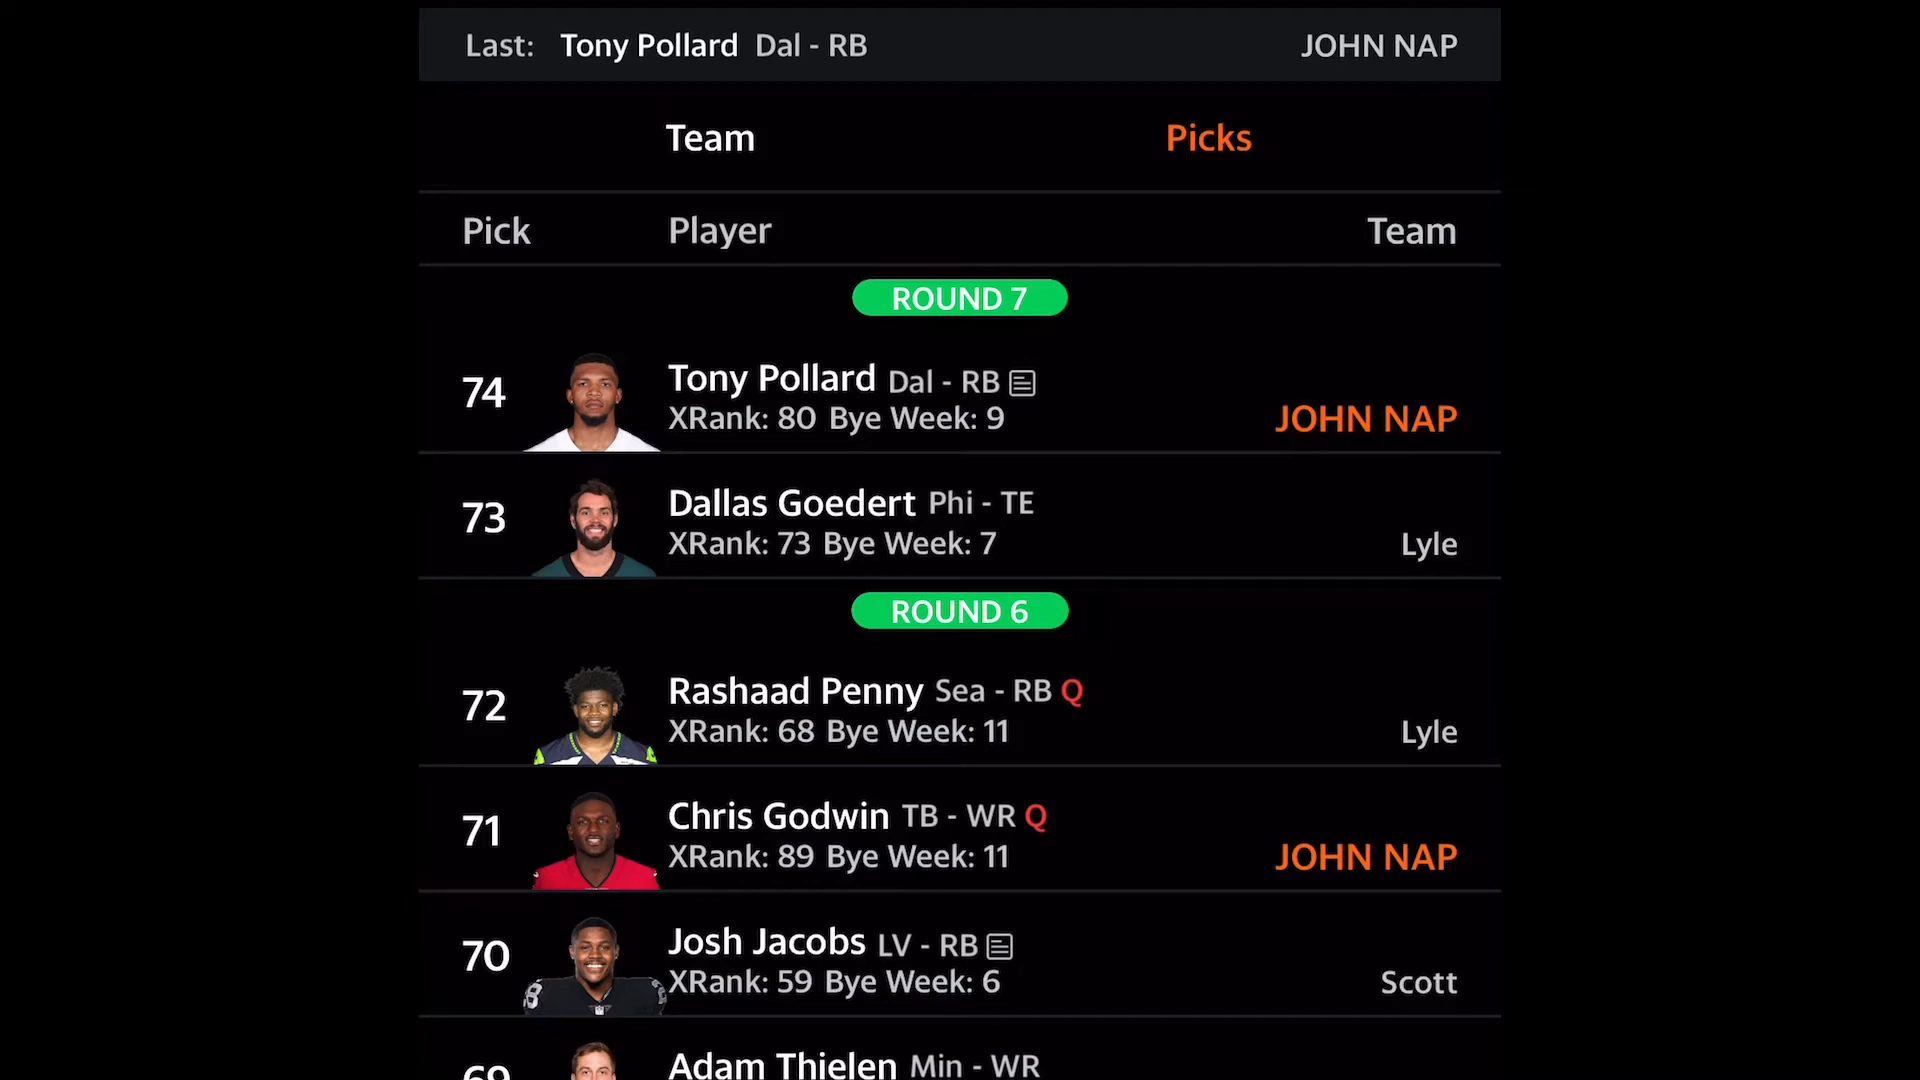 Last: Tony Pollard Dal - RB JOHN NAP
Team Picks
Pick Player Team
ROUND 7
74 Tony Pollard Dal - RB
XRank: 80 Bye Week: 9 JOHN NAP
73 Dallas Goedert Phi - TE
XRank: 73 Bye Week: 7 Lyle
ROUND 6
72 Rashaad Penny Sea - RB Q
XRank: 68 Bye Week: 11 Lyle
71 Chris Godwin TB - WR Q
XRank: 89 Bye Week: 11 JOHN NAP
70 Josh Jacobs LV - RB
XRank: 59 Bye Week: 6 Scott
69 Adam Thielen Min - WR